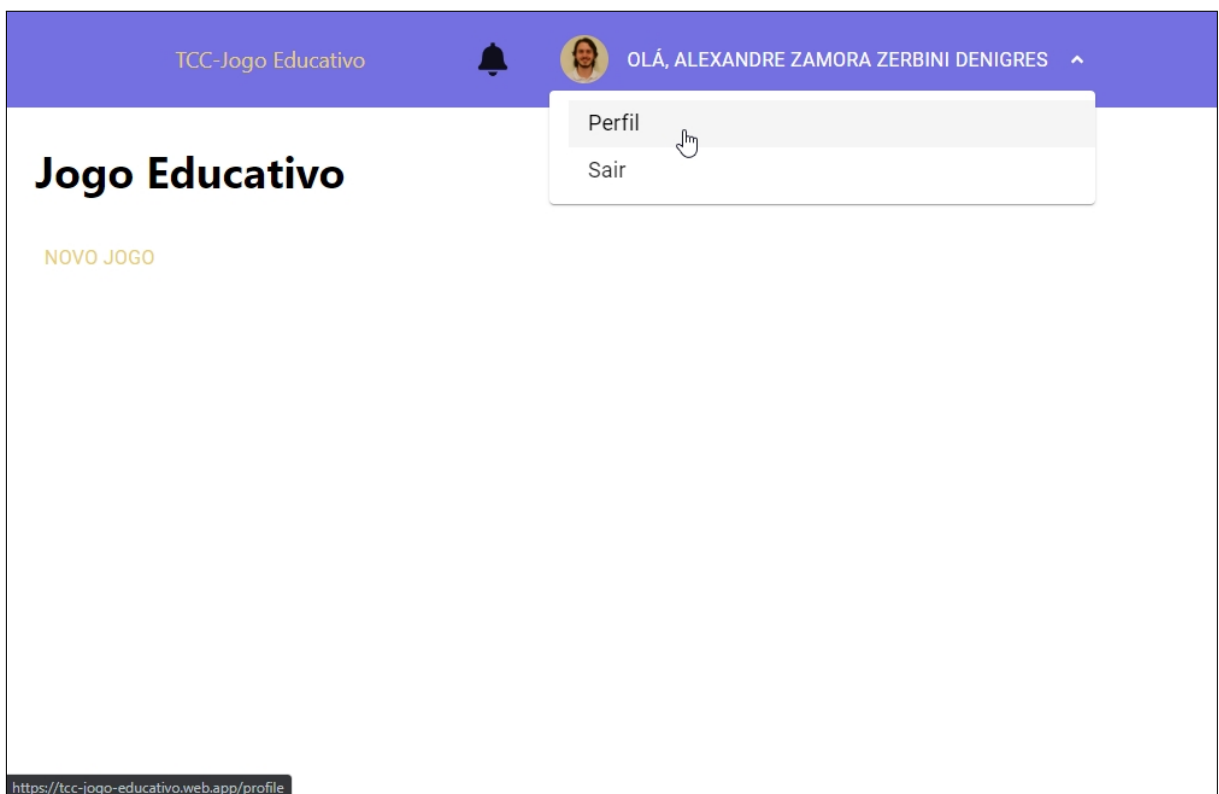 TCC-Jogo Educativo
OLÁ, ALEXANDRE ZAMORA ZERBINI DENIGRES
Perfil
Sair
Jogo Educativo
NOVO JOGO
https://tcc-jogo-educativo.web.app/profile